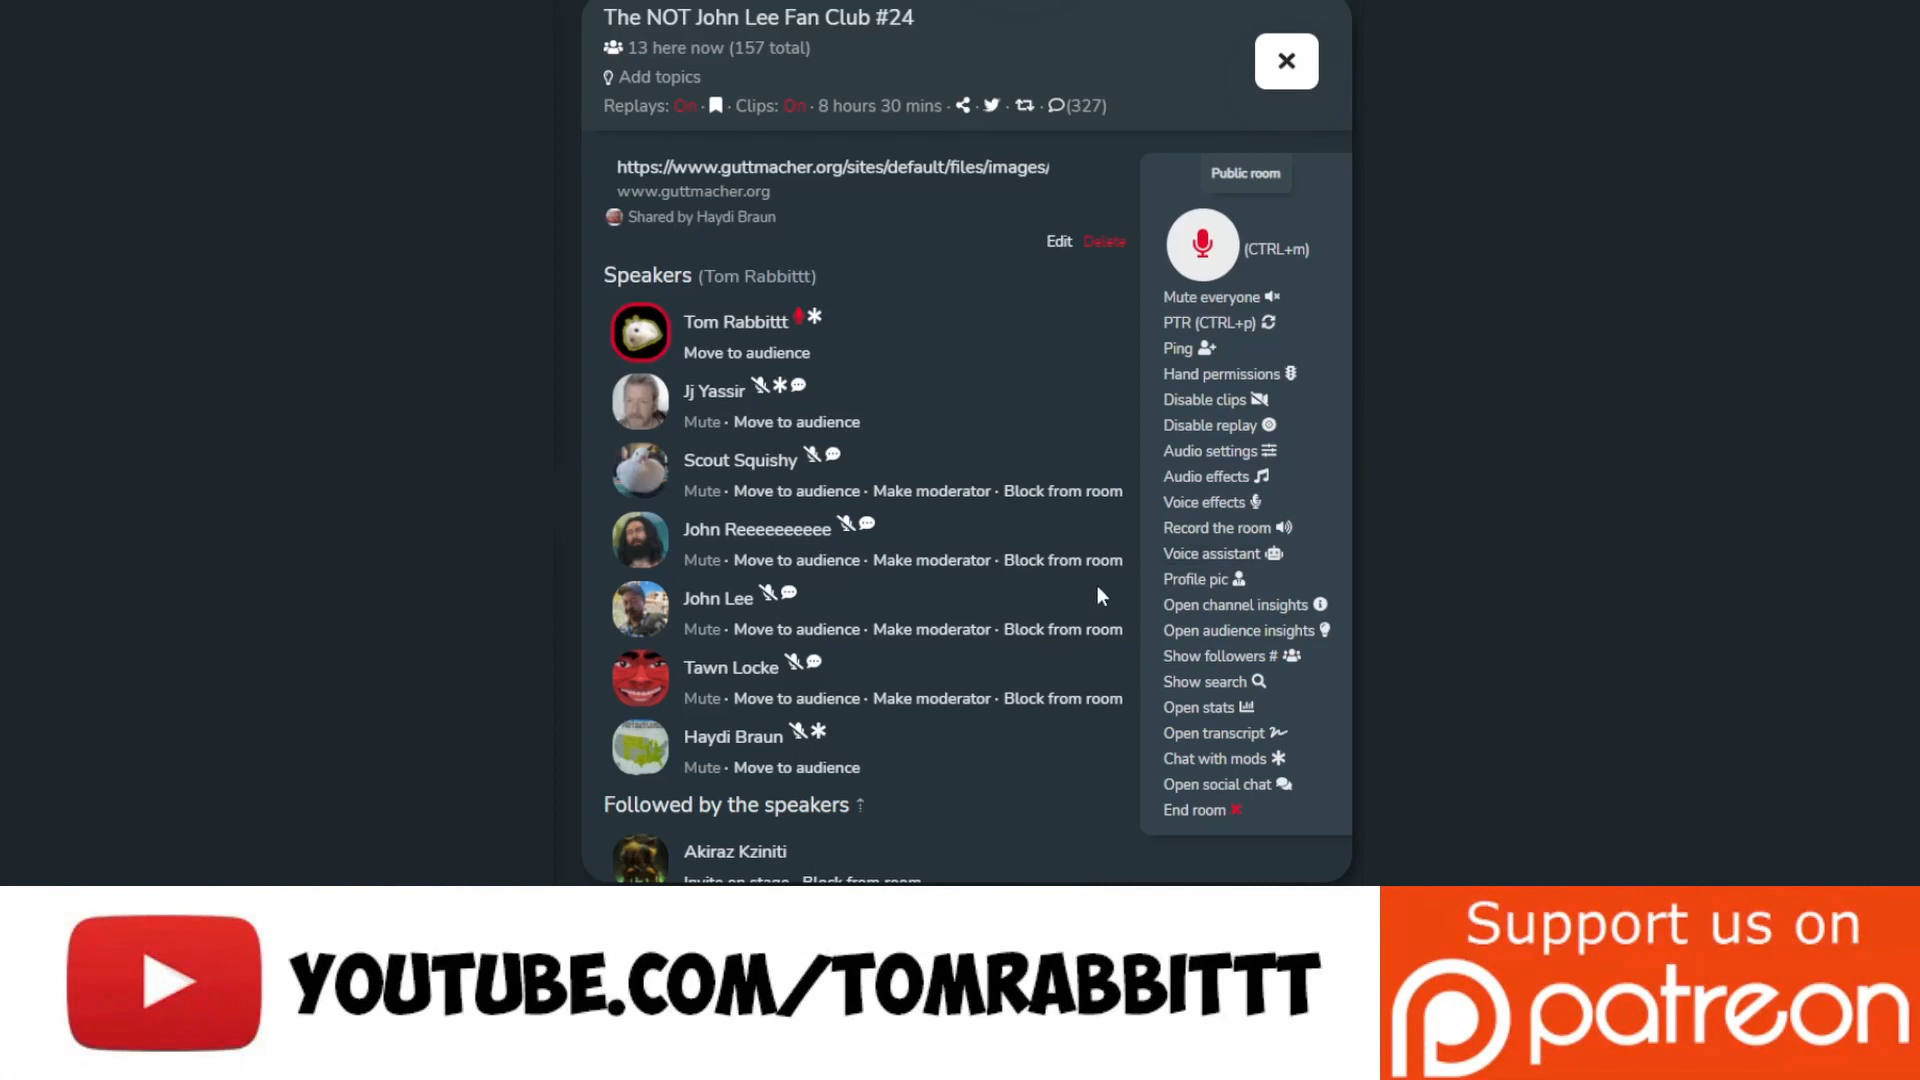 The NOT John Lee Fan Club #24
13 here now (157 total)
Add topics
Replays: On · · Clips: On · 8 hours 30 mins · · · · (327)
https://www.guttmacher.org/sites/default/files/images/
www.guttmacher.org
Shared by Haydi Braun
Edit Delete
Speakers (Tom Rabbittt)
Tom Rabbittt
Move to audience
Jj Yassir
Mute · Move to audience
Scout Squishy
Mute · Move to audience · Make moderator · Block from room
John Reeeeeeeeee
Mute · Move to audience · Make moderator · Block from room
John Lee
Mute · Move to audience · Make moderator · Block from room
Tawn Locke
Mute · Move to audience · Make moderator · Block from room
Haydi Braun
Mute · Move to audience
Followed by the speakers
Akiraz Kziniti
Invite on stage · Block from room
Public room
(CTRL+m)
Mute everyone
PTR (CTRL+p)
Ping
Hand permissions
Disable clips
Disable replay
Audio settings
Audio effects
Voice effects
Record the room
Voice assistant
Profile pic
Open channel insights
Open audience insights
Show followers #
Show search
Open stats
Open transcript
Chat with mods
Open social chat
End room
YOUTUBE.COM/TOMRABBITTT
Support us on
patreon